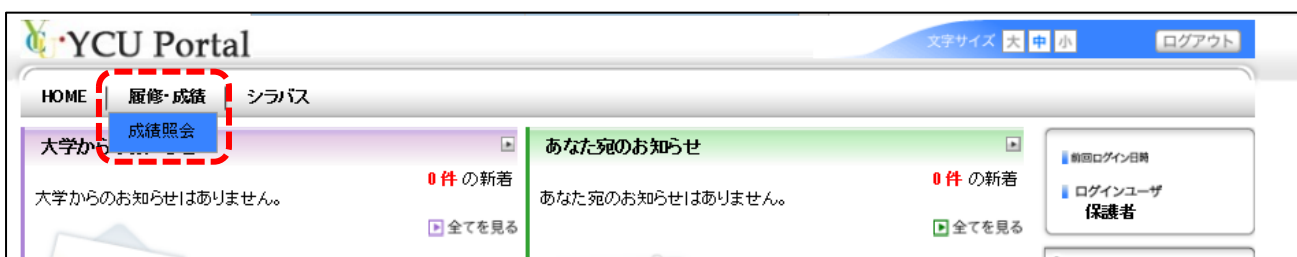 YCU Portal
文字サイズ 大 中 小 ログアウト
HOME 履修・成績 シラバス
成績照会
大学か
あなた宛のお知らせ
前回ログイン日時
0 件 の新着
0 件 の新着
ログインユーザ
大学からのお知らせはありません。
あなた宛のお知らせはありません。
保護者
全てを見る
全てを見る